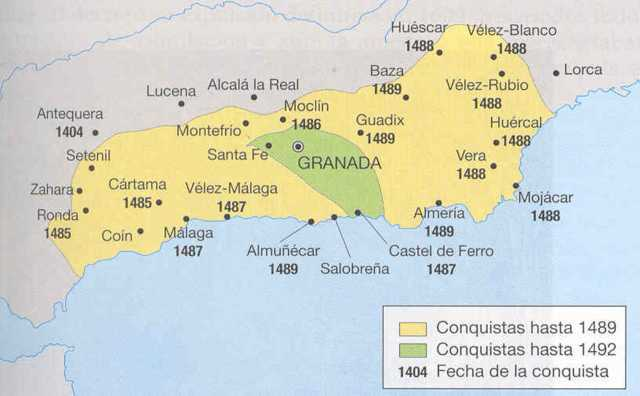 Huéscar
1488
Vélez-Blanco
1488
Lorca
Baza
1489
Vélez-Rubio
1488
Alcalá la Real
Lucena
Moclín
1486
Antequera
1404
Montefrío
Guadix
1489
Huércal
1488
Santa Fe
GRANADA
Setenil
Vera
1488
Zahara
Cártama
1485
Vélez-Málaga
1487
Mojácar
1488
Ronda
1485
Coín
Málaga
1487
Almería
1489
Almuñécar
1489
Salobreña
Castel de Ferro
1487
Conquistas hasta 1489
Conquistas hasta 1492
1404 Fecha de la conquista